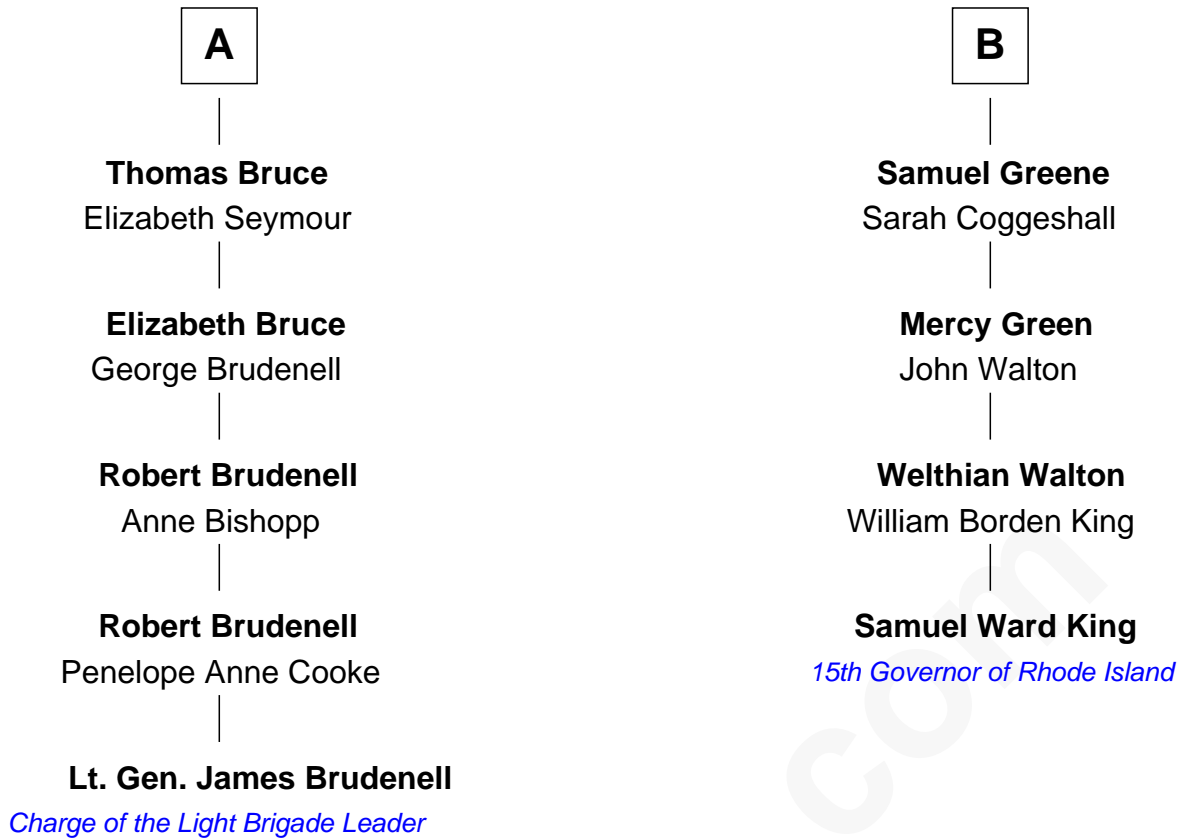 A
Thomas Bruce
Elizabeth Seymour
Elizabeth Bruce
George Brudenell
Robert Brudenell
Anne Bishopp
Robert Brudenell
Penelope Anne Cooke
Lt. Gen. James Brudenell
Charge of the Light Brigade Leader
B
Samuel Greene
Sarah Coggeshall
Mercy Green
John Walton
Welthian Walton
William Borden King
Samuel Ward King
15th Governor of Rhode Island
com